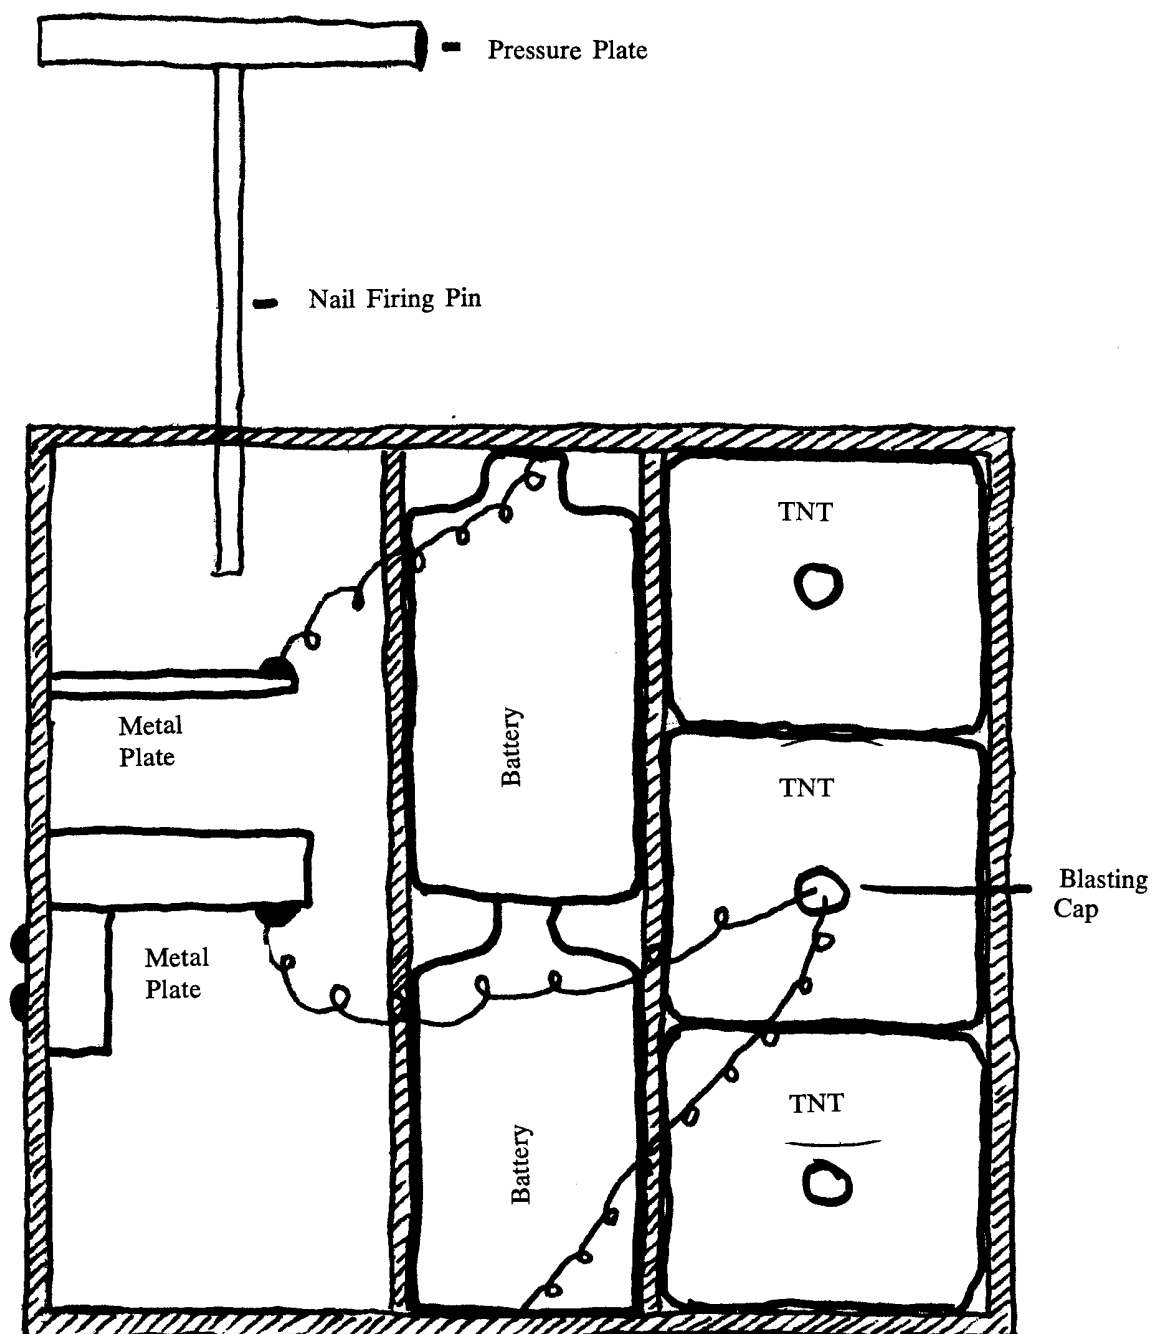 Pressure Plate
Nail Firing Pin
TNT
Metal
Plate
Battery
TNT
Blasting
Cap
Metal
Plate
TNT
Battery